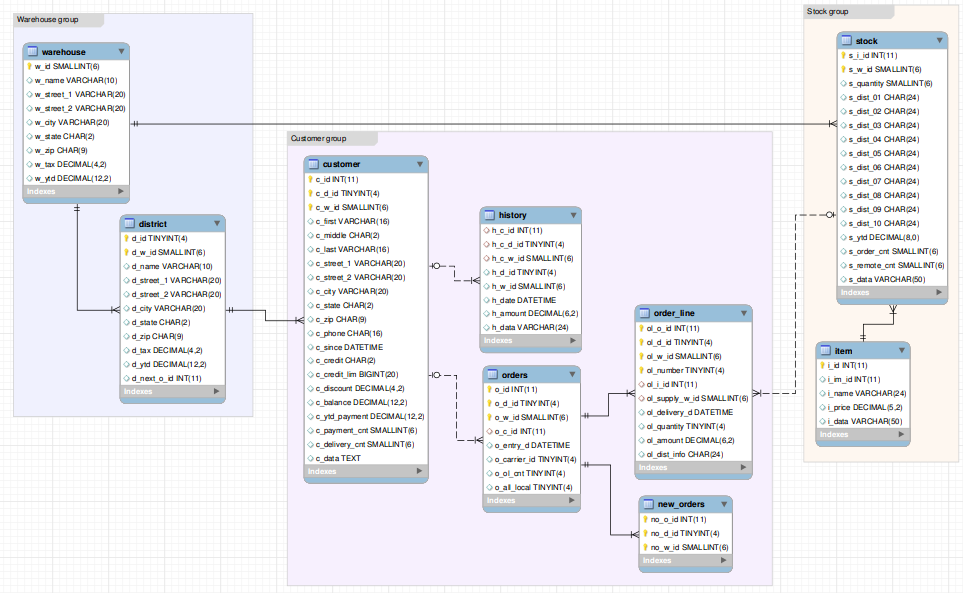 Warehouse group
warehouse
w_id SMALLINT(6)
w_name VARCHAR(10)
w_street_1 VARCHAR(20)
w_street_2 VARCHAR(20)
w_city VARCHAR(20)
w_state CHAR(2)
w_zip CHAR(9)
w_tax DECIMAL(4,2)
w_ytd DECIMAL(12,2)
Indexes
district
d_id TINYINT(4)
d_w_id SMALLINT(6)
d_name VARCHAR(10)
d_street_1 VARCHAR(20)
d_street_2 VARCHAR(20)
d_city VARCHAR(20)
d_state CHAR(2)
d_zip CHAR(9)
d_tax DECIMAL(4,2)
d_ytd DECIMAL(12,2)
d_next_o_id INT(11)
Indexes
Customer group
customer
c_id INT(11)
c_d_id TINYINT(4)
c_w_id SMALLINT(6)
c_first VARCHAR(16)
c_middle CHAR(2)
c_last VARCHAR(16)
c_street_1 VARCHAR(20)
c_street_2 VARCHAR(20)
c_city VARCHAR(20)
c_state CHAR(2)
c_zip CHAR(9)
c_phone CHAR(16)
c_since DATETIME
c_credit CHAR(2)
c_credit_lim BIGINT(20)
c_discount DECIMAL(4,2)
c_balance DECIMAL(12,2)
c_ytd_payment DECIMAL(12,2)
c_payment_cnt SMALLINT(6)
c_delivery_cnt SMALLINT(6)
c_data TEXT
Indexes
history
h_c_id INT(11)
h_c_d_id TINYINT(4)
h_c_w_id SMALLINT(6)
h_d_id TINYINT(4)
h_w_id SMALLINT(6)
h_date DATETIME
h_amount DECIMAL(6,2)
h_data VARCHAR(24)
Indexes
orders
o_id INT(11)
o_d_id TINYINT(4)
o_w_id SMALLINT(6)
o_c_id INT(11)
o_entry_d DATETIME
o_carrier_id TINYINT(4)
o_ol_cnt TINYINT(4)
o_all_local TINYINT(4)
Indexes
order_line
ol_o_id INT(11)
ol_d_id TINYINT(4)
ol_w_id SMALLINT(6)
ol_number TINYINT(4)
ol_i_id INT(11)
ol_supply_w_id SMALLINT(6)
ol_delivery_d DATETIME
ol_quantity TINYINT(4)
ol_amount DECIMAL(6,2)
ol_dist_info CHAR(24)
Indexes
new_orders
no_o_id INT(11)
no_d_id TINYINT(4)
no_w_id SMALLINT(6)
Indexes
Stock group
stock
s_i_id INT(11)
s_w_id SMALLINT(6)
s_quantity SMALLINT(6)
s_dist_01 CHAR(24)
s_dist_02 CHAR(24)
s_dist_03 CHAR(24)
s_dist_04 CHAR(24)
s_dist_05 CHAR(24)
s_dist_06 CHAR(24)
s_dist_07 CHAR(24)
s_dist_08 CHAR(24)
s_dist_09 CHAR(24)
s_dist_10 CHAR(24)
s_ytd DECIMAL(8,0)
s_order_cnt SMALLINT(6)
s_remote_cnt SMALLINT(6)
s_data VARCHAR(50)
Indexes
item
i_id INT(11)
i_im_id INT(11)
i_name VARCHAR(24)
i_price DECIMAL(5,2)
i_data VARCHAR(50)
Indexes